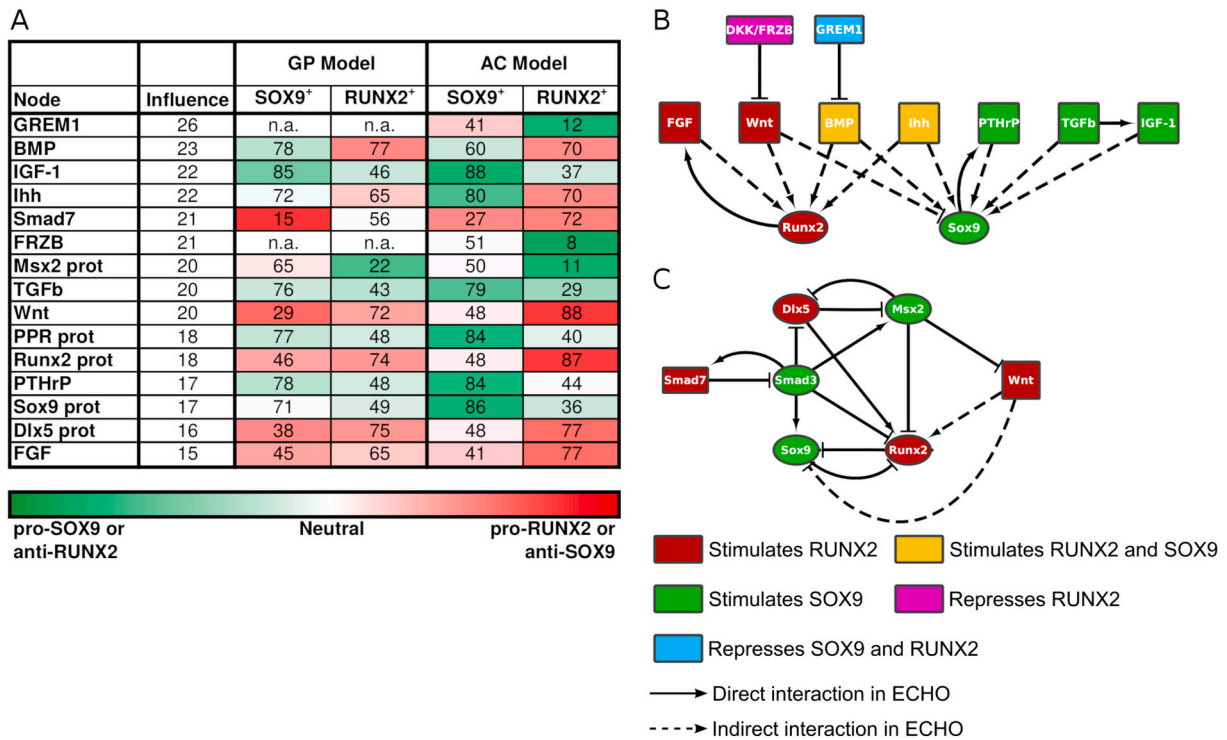 A
GP Model AC Model
Node Influence SOX9+ RUNX2+ SOX9+ RUNX2+
GREM1 26 n.a. n.a. 41 12
BMP 23 78 77 60 70
IGF-1 22 85 46 88 37
Ihh 22 72 65 80 70
Smad7 21 15 56 27 72
FRZB 21 n.a. n.a. 51 8
Msx2 prot 20 65 22 50 11
TGFb 20 76 43 79 29
Wnt 20 29 72 48 88
PPR prot 18 77 48 84 40
Runx2 prot 18 46 74 48 87
PTHrP 17 78 48 84 44
Sox9 prot 17 71 49 86 36
Dlx5 prot 16 38 75 48 77
FGF 15 45 65 41 77
pro-SOX9 or Neutral pro-RUNX2 or
anti-RUNX2 anti-SOX9
B
DKK/FRZB GREM1
FGF Wnt BMP Ihh PTHrP TGFb IGF-1
Runx2 Sox9
C
Dlx5 Msx2
Smad7 Smad3 Wnt
Sox9 Runx2
Stimulates RUNX2 Stimulates RUNX2 and SOX9
Stimulates SOX9 Represses RUNX2
Represses SOX9 and RUNX2
Direct interaction in ECHO
Indirect interaction in ECHO